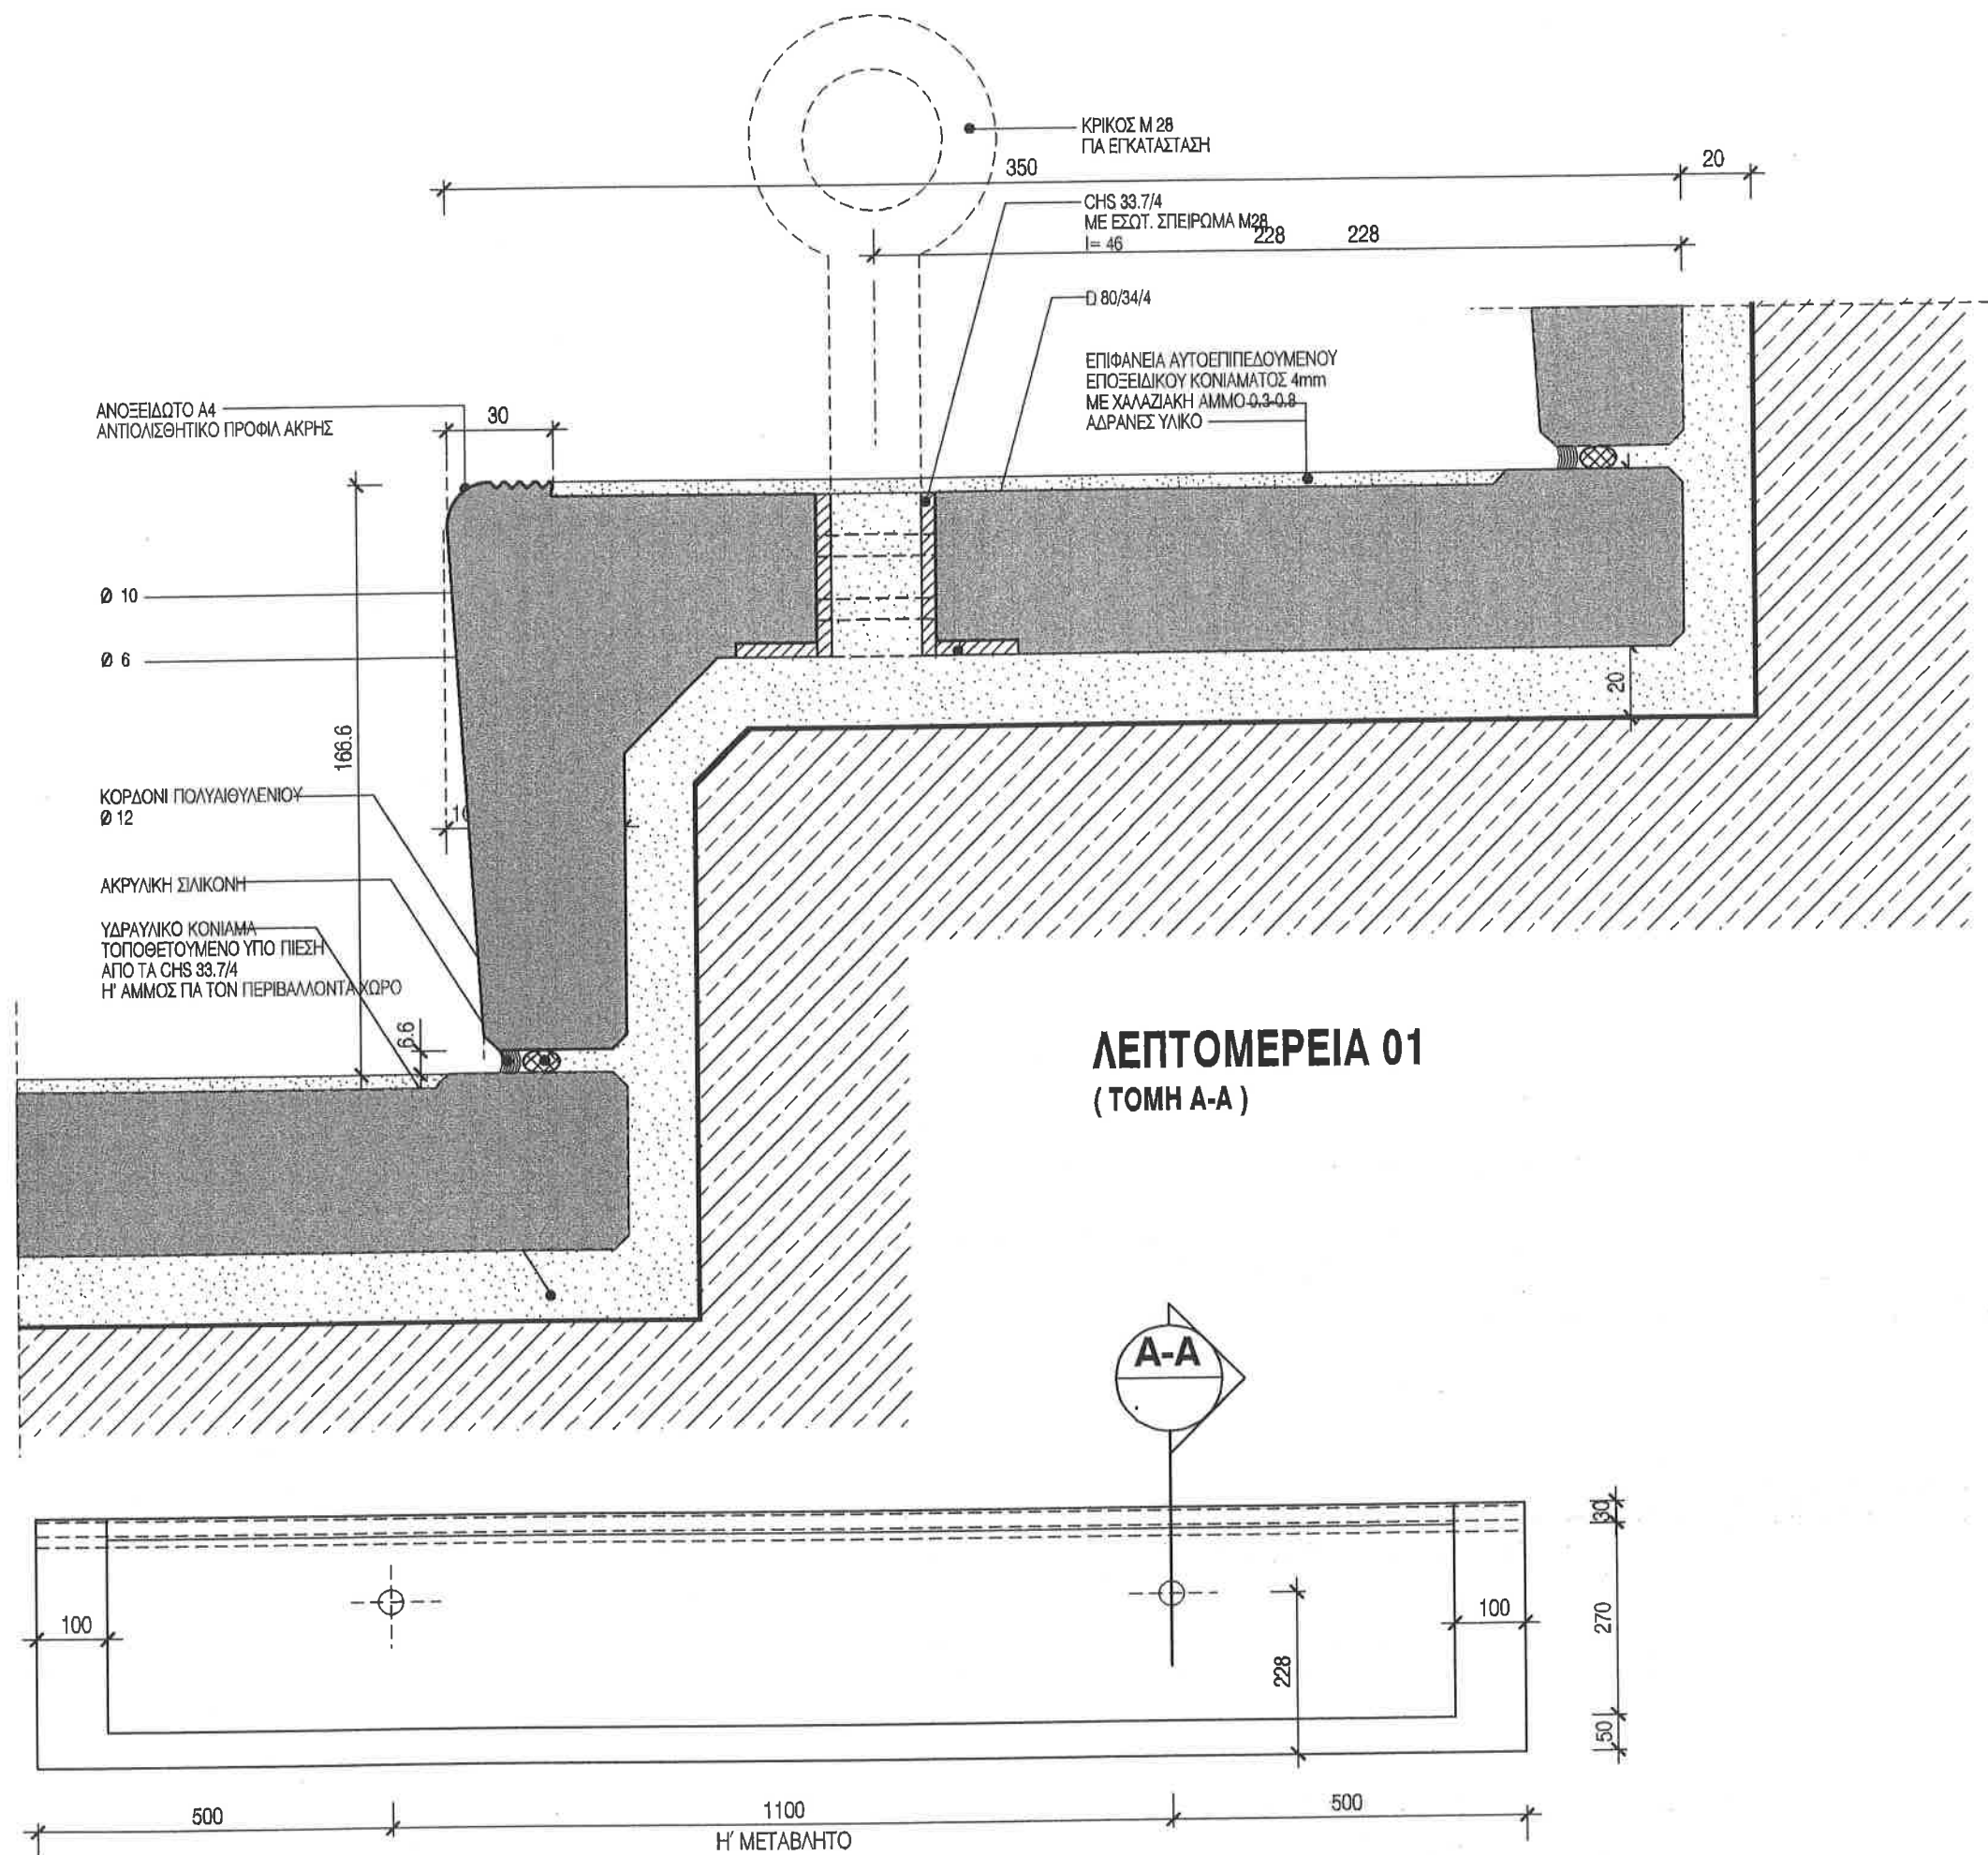 ΚΡΙΚΟΣ Μ 28
ΓΙΑ ΕΓΚΑΤΑΣΤΑΣΗ
350
20
CHS 33.7/4
ΜΕ ΕΣΩΤ. ΣΠΕΙΡΩΜΑ Μ28
l= 46
228
228
D 80/34/4
ΕΠΙΦΑΝΕΙΑ ΑΥΤΟΕΠΙΠΕΔΟΥΜΕΝΟΥ
ΕΠΟΞΕΙΔΙΚΟΥ ΚΟΝΙΑΜΑΤΟΣ 4mm
ΜΕ ΧΑΛΑΖΙΑΚΗ ΑΜΜΟ 0.3-0.8
ΑΔΡΑΝΕΣ ΥΛΙΚΟ
ΑΝΟΞΕΙΔΩΤΟ Α4
ΑΝΤΙΟΛΙΣΘΗΤΙΚΟ ΠΡΟΦΙΛ ΑΚΡΗΣ
30
Ø 10
Ø 6
20
166.6
ΚΟΡΔΟΝΙ ΠΟΛΥΑΙΘΥΛΕΝΙΟΥ
Ø 12
ΑΚΡΥΛΙΚΗ ΣΙΛΙΚΟΝΗ
ΥΔΡΑΥΛΙΚΟ ΚΟΝΙΑΜΑ
ΤΟΠΟΘΕΤΟΥΜΕΝΟ ΥΠΟ ΠΙΕΣΗ
ΑΠΟ ΤΑ CHS 33.7/4
Η' ΑΜΜΟΣ ΓΙΑ ΤΟΝ ΠΕΡΙΒΑΛΛΟΝΤΑ ΧΩΡΟ
6.6
ΛΕΠΤΟΜΕΡΕΙΑ 01
( ΤΟΜΗ Α-Α )
Α-Α
30
100
100
270
228
50
500
1100
500
Η' ΜΕΤΑΒΛΗΤΟ